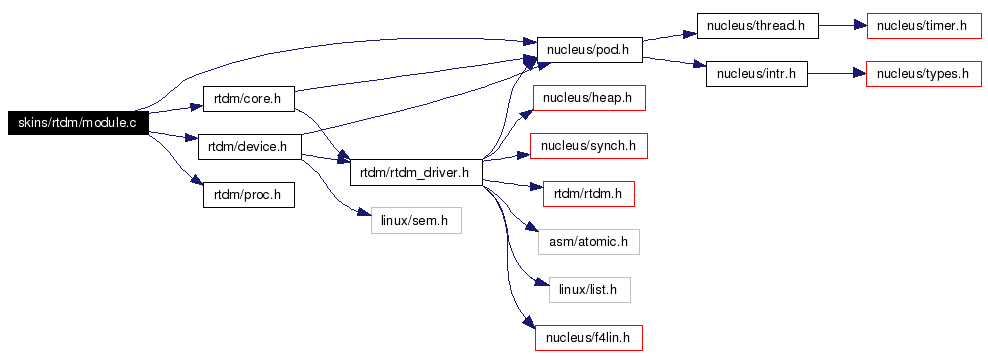 skins/rtdm/module.c
rtdm/core.h
rtdm/device.h
rtdm/proc.h
rtdm/rtdm_driver.h
linux/sem.h
nucleus/pod.h
nucleus/heap.h
nucleus/synch.h
rtdm/rtdm.h
asm/atomic.h
linux/list.h
nucleus/f4lin.h
nucleus/thread.h
nucleus/intr.h
nucleus/timer.h
nucleus/types.h